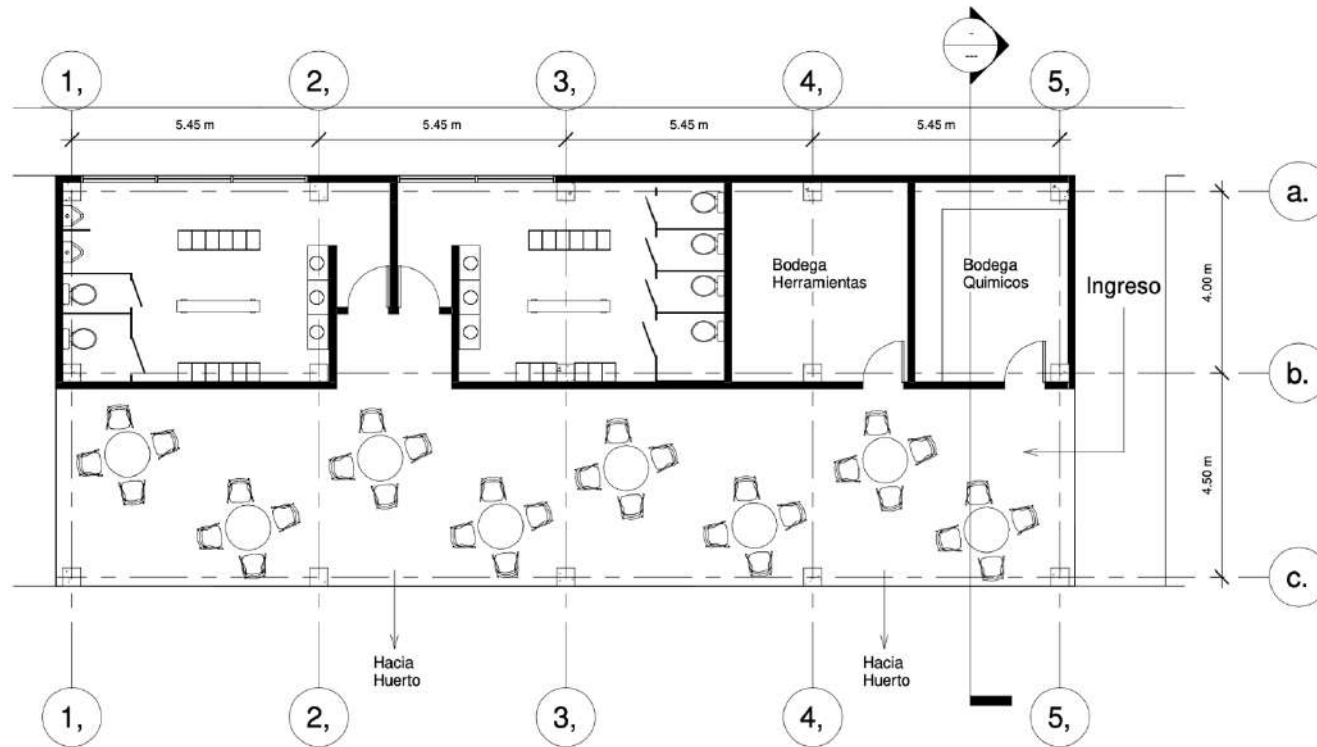 1, 2, 3, 4, 5,
5.45 m 5.45 m 5.45 m 5.45 m
a.
Bodega
Herramientas
Bodega
Quimicos
Ingreso
4.00 m
b.
4.50 m
c.
Hacia
Huerto
Hacia
Huerto
1, 2, 3, 4, 5,